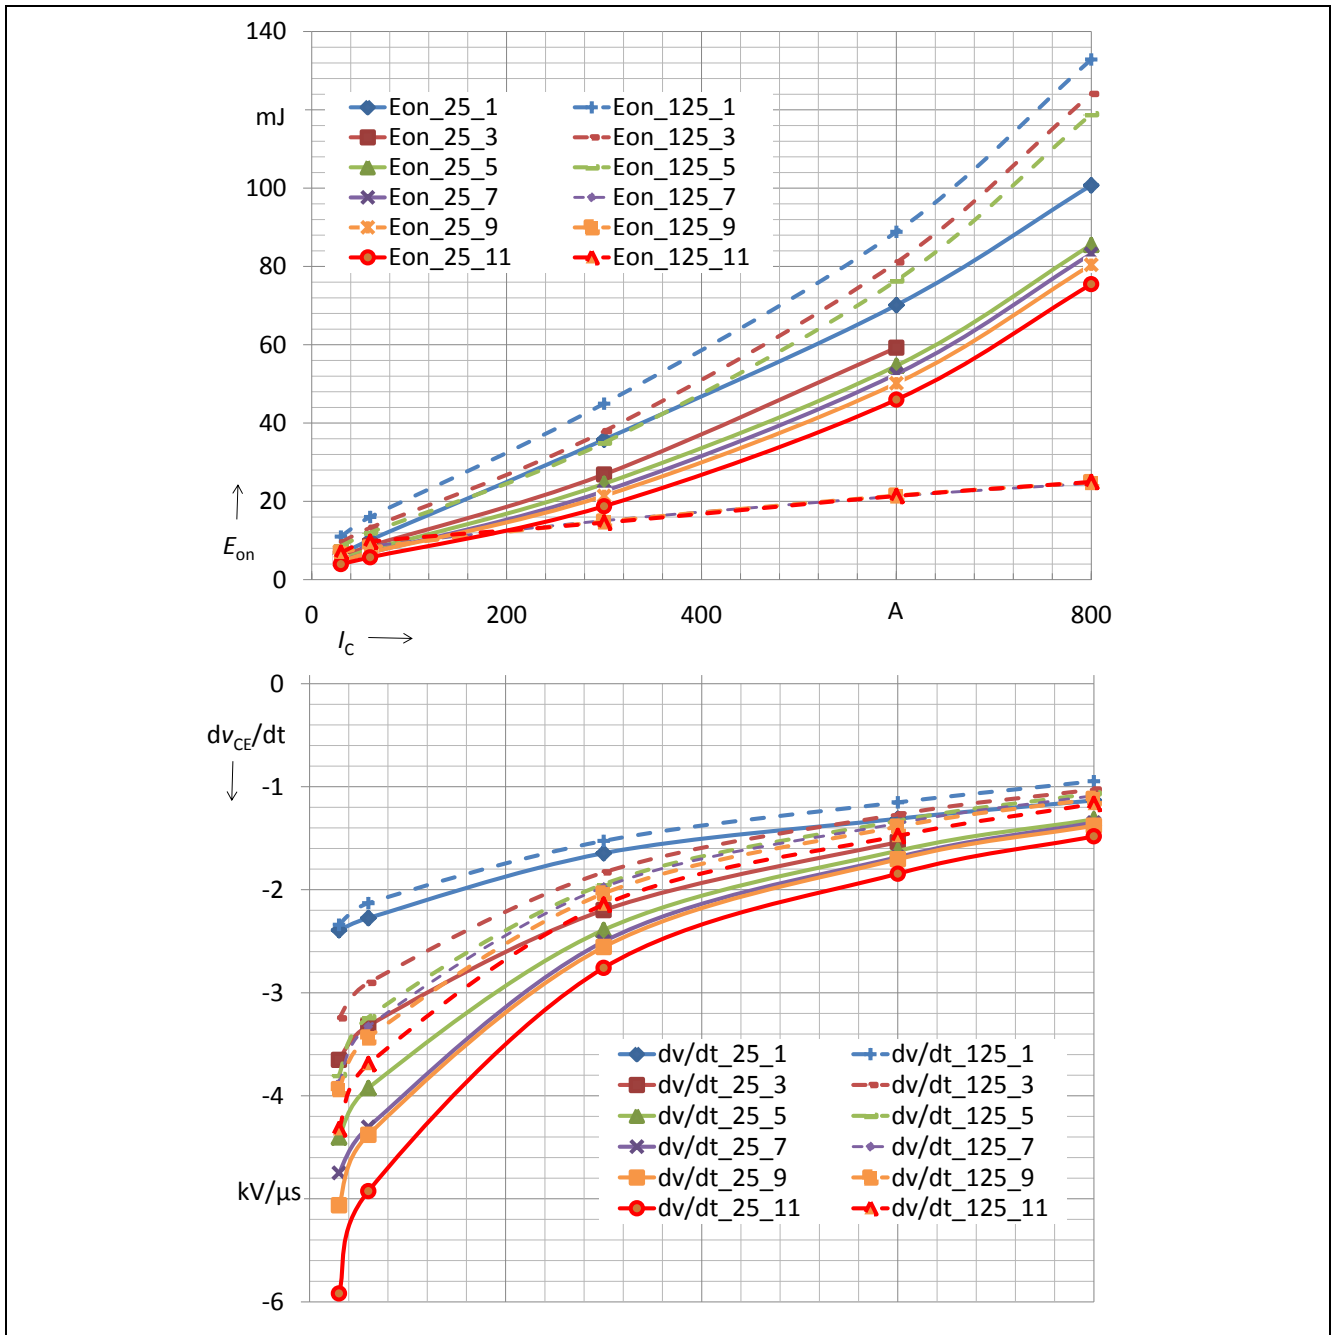 140
mJ
Eon_25_1 Eon_125_1
Eon_25_3 Eon_125_3
Eon_25_5 Eon_125_5
Eon_25_7 Eon_125_7
Eon_25_9 Eon_125_9
Eon_25_11 Eon_125_11
100
80
60
40
20
Eon
0
0 200 400 A 800
IC
0
dvCE/dt
-1
-2
-3
dv/dt_25_1 dv/dt_125_1
dv/dt_25_3 dv/dt_125_3
-4
dv/dt_25_5 dv/dt_125_5
dv/dt_25_7 dv/dt_125_7
kV/µs
dv/dt_25_9 dv/dt_125_9
dv/dt_25_11 dv/dt_125_11
-6